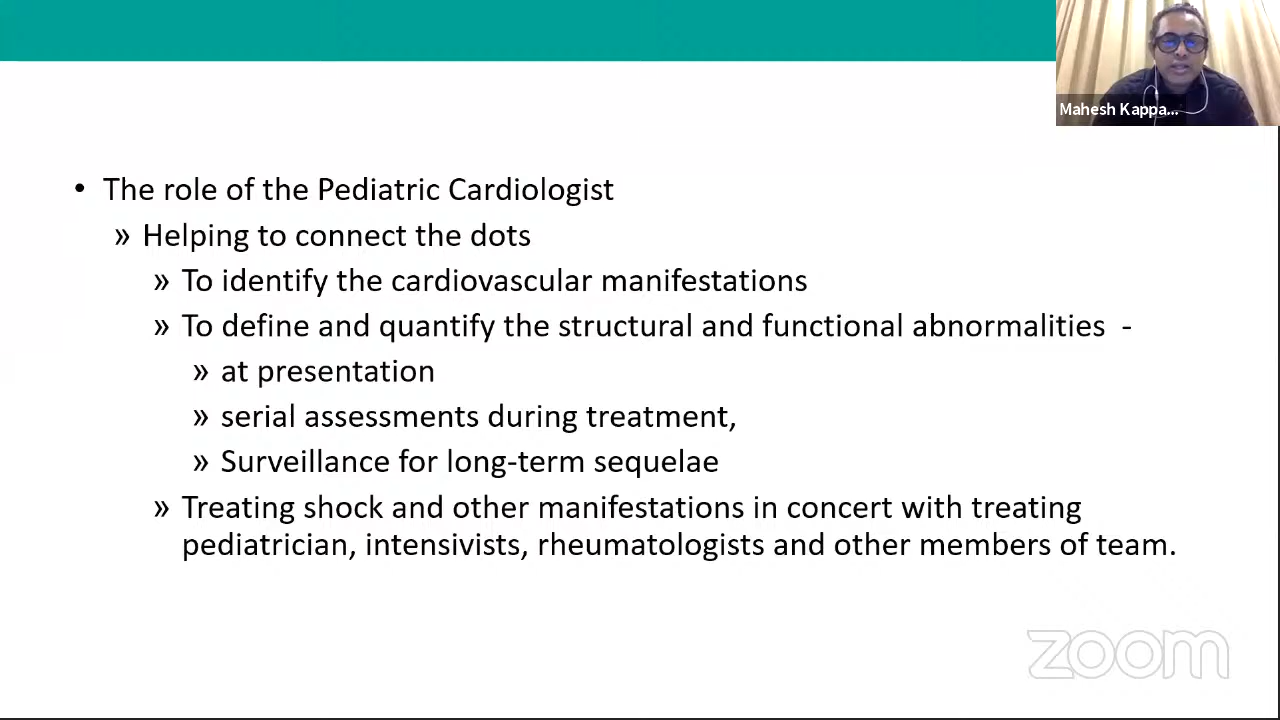 Mahesh Kappa...
• The role of the Pediatric Cardiologist
» Helping to connect the dots
» To identify the cardiovascular manifestations
» To define and quantify the structural and functional abnormalities -
» at presentation
» serial assessments during treatment,
» Surveillance for long-term sequelae
» Treating shock and other manifestations in concert with treating
pediatrician, intensivists, rheumatologists and other members of team.
zoom